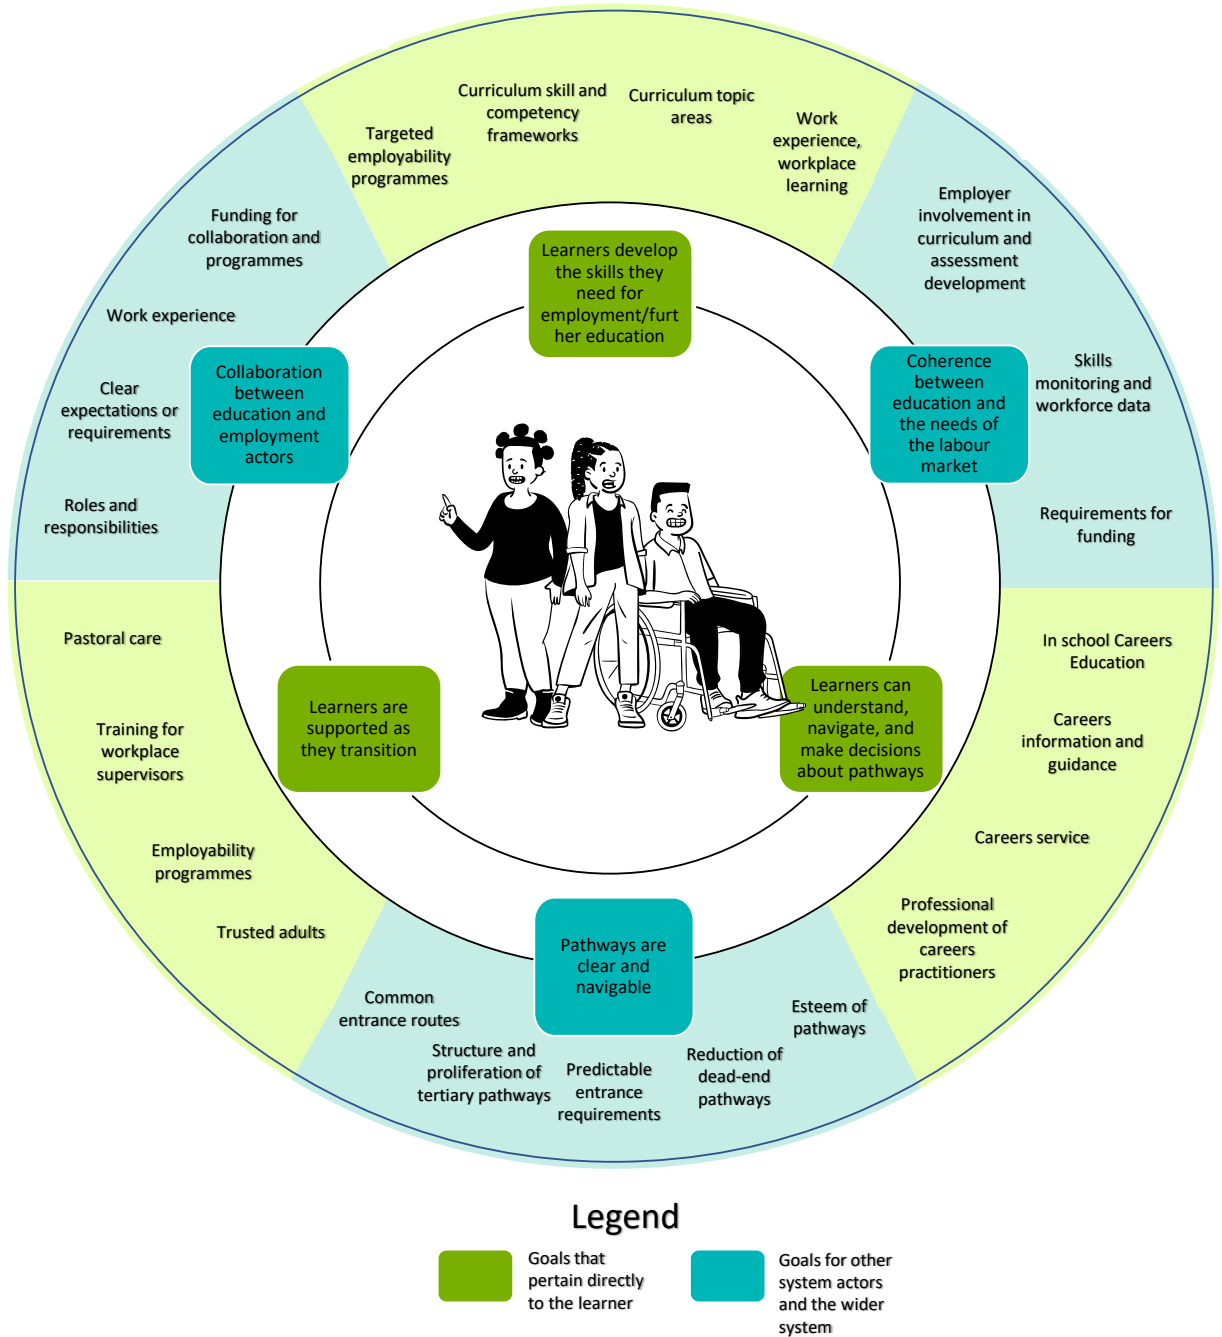 Curriculum skill and
competency
frameworks
Curriculum topic
areas
Targeted
employability
programmes
Work
experience,
workplace
learning
Funding for
collaboration and
programmes
Employer
involvement in
curriculum and
assessment
development
Learners develop
the skills they
need for
employment/furt
her education
Work experience
Collaboration
between
education and
employment
actors
Coherence
between
education and
the needs of
the labour
market
Skills
monitoring and
workforce data
Clear
expectations or
requirements
Roles and
responsibilities
Requirements for
funding
Pastoral care
In school Careers
Education
Learners are
supported as
they transition
Learners can
understand,
navigate, and
make decisions
about pathways
Training for
workplace
supervisors
Careers
information and
guidance
Employability
programmes
Careers service
Trusted adults
Professional
development of
careers
practitioners
Pathways are
clear and
navigable
Common
entrance routes
Structure and
proliferation of
tertiary pathways
Predictable
entrance
requirements
Reduction of
dead-end
pathways
Esteem of
pathways
Legend
Goals that
pertain directly
to the learner
Goals for other
system actors
and the wider
system